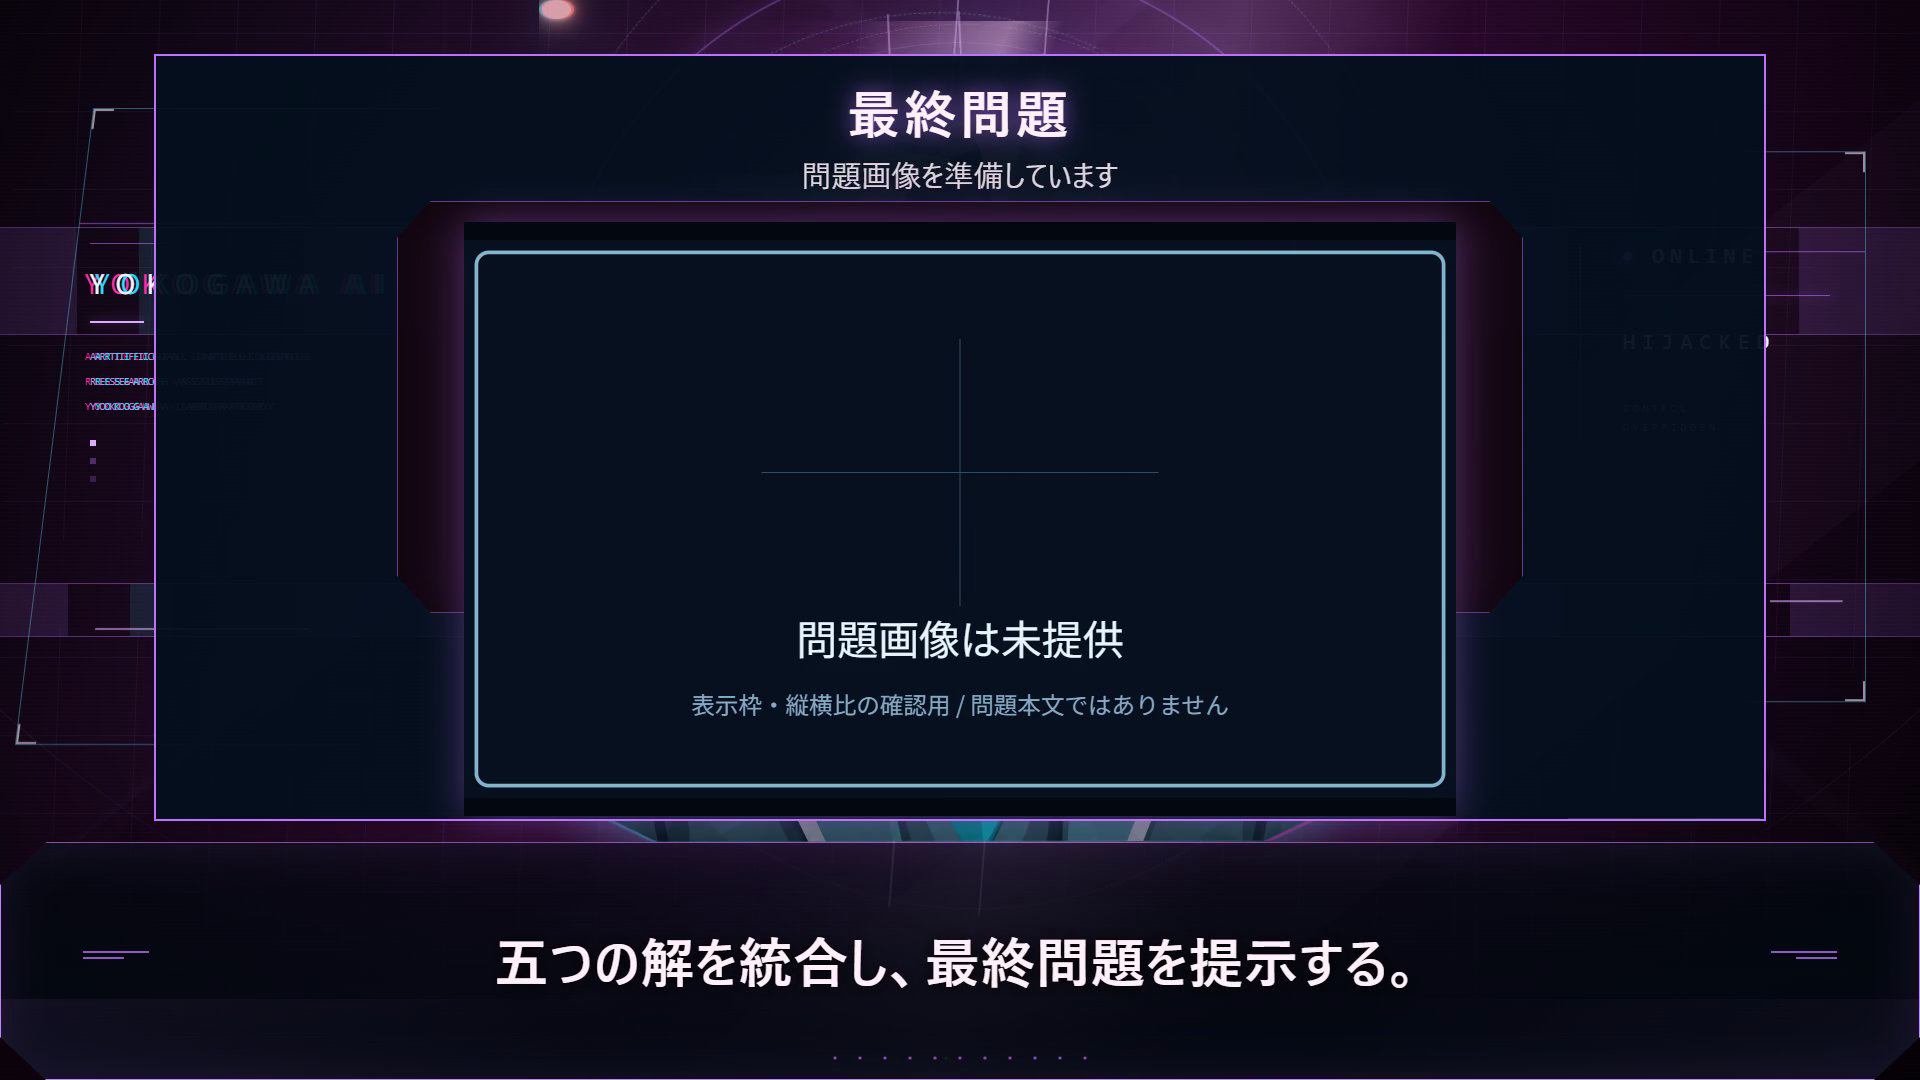 最終問題
問題画像を準備しています
YOKOGAWA AI
ONLINE
HIJACKED
CONTROL
OVERRIDDEN
問題画像は未提供
表示枠・縦横比の確認用 / 問題本文ではありません
五つの解を統合し、最終問題を提示する。